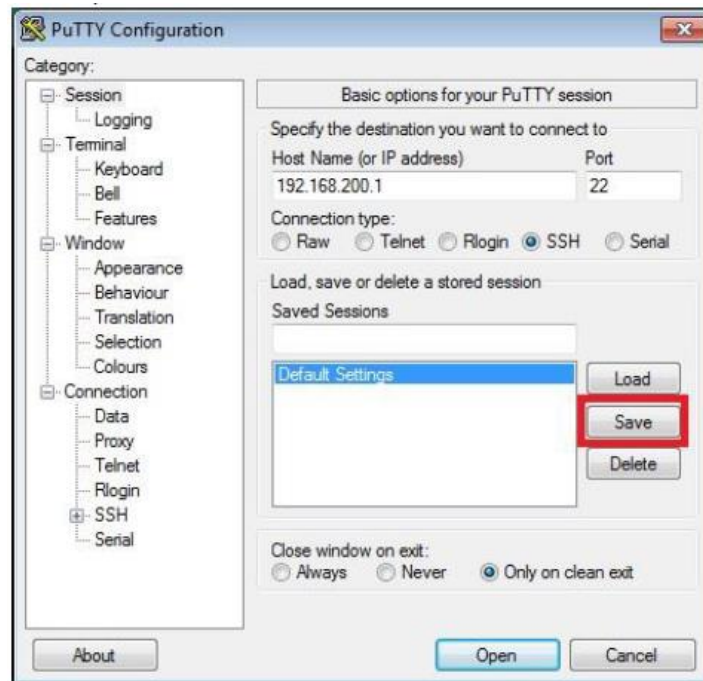 PuTTY Configuration
Category:
Session
Logging
Terminal
Keyboard
Bell
Features
Window
Appearance
Behaviour
Translation
Selection
Colours
Connection
Data
Proxy
Telnet
Rlogin
SSH
Serial
Basic options for your PuTTY session
Specify the destination you want to connect to
Host Name (or IP address) Port
192.168.200.1 22
Connection type:
Raw Telnet Rlogin SSH Serial
Load, save or delete a stored session
Saved Sessions
Default Settings
Load
Save
Delete
Close window on exit:
Always Never Only on clean exit
About Open Cancel